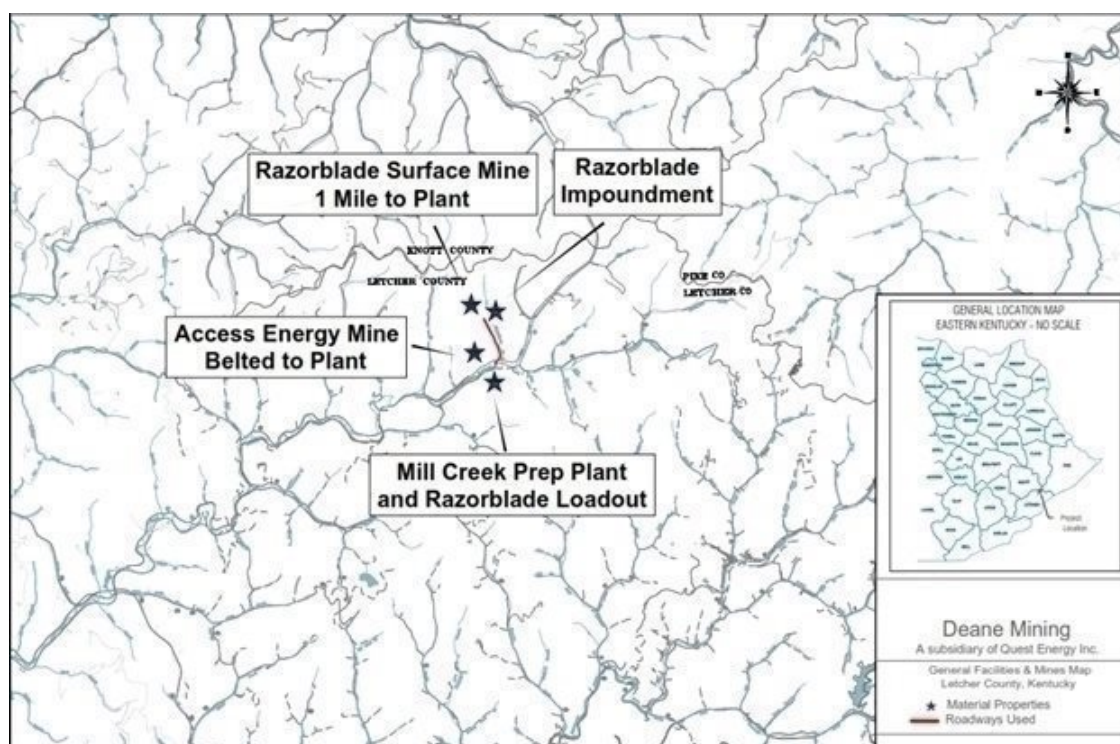 Razorblade Surface Mine
1 Mile to Plant
Razorblade
Impoundment
KNOTT COUNTY
LETCHER COUNTY
PIKE CO
LETCHER CO
Access Energy Mine
Belted to Plant
Mill Creek Prep Plant
and Razorblade Loadout
GENERAL LOCATION MAP
EASTERN KENTUCKY - NO SCALE
Project
Location
Deane Mining
A subsidiary of Quest Energy Inc.
General Facilities & Mines Map
Letcher County, Kentucky
Material Properties
Roadways Used